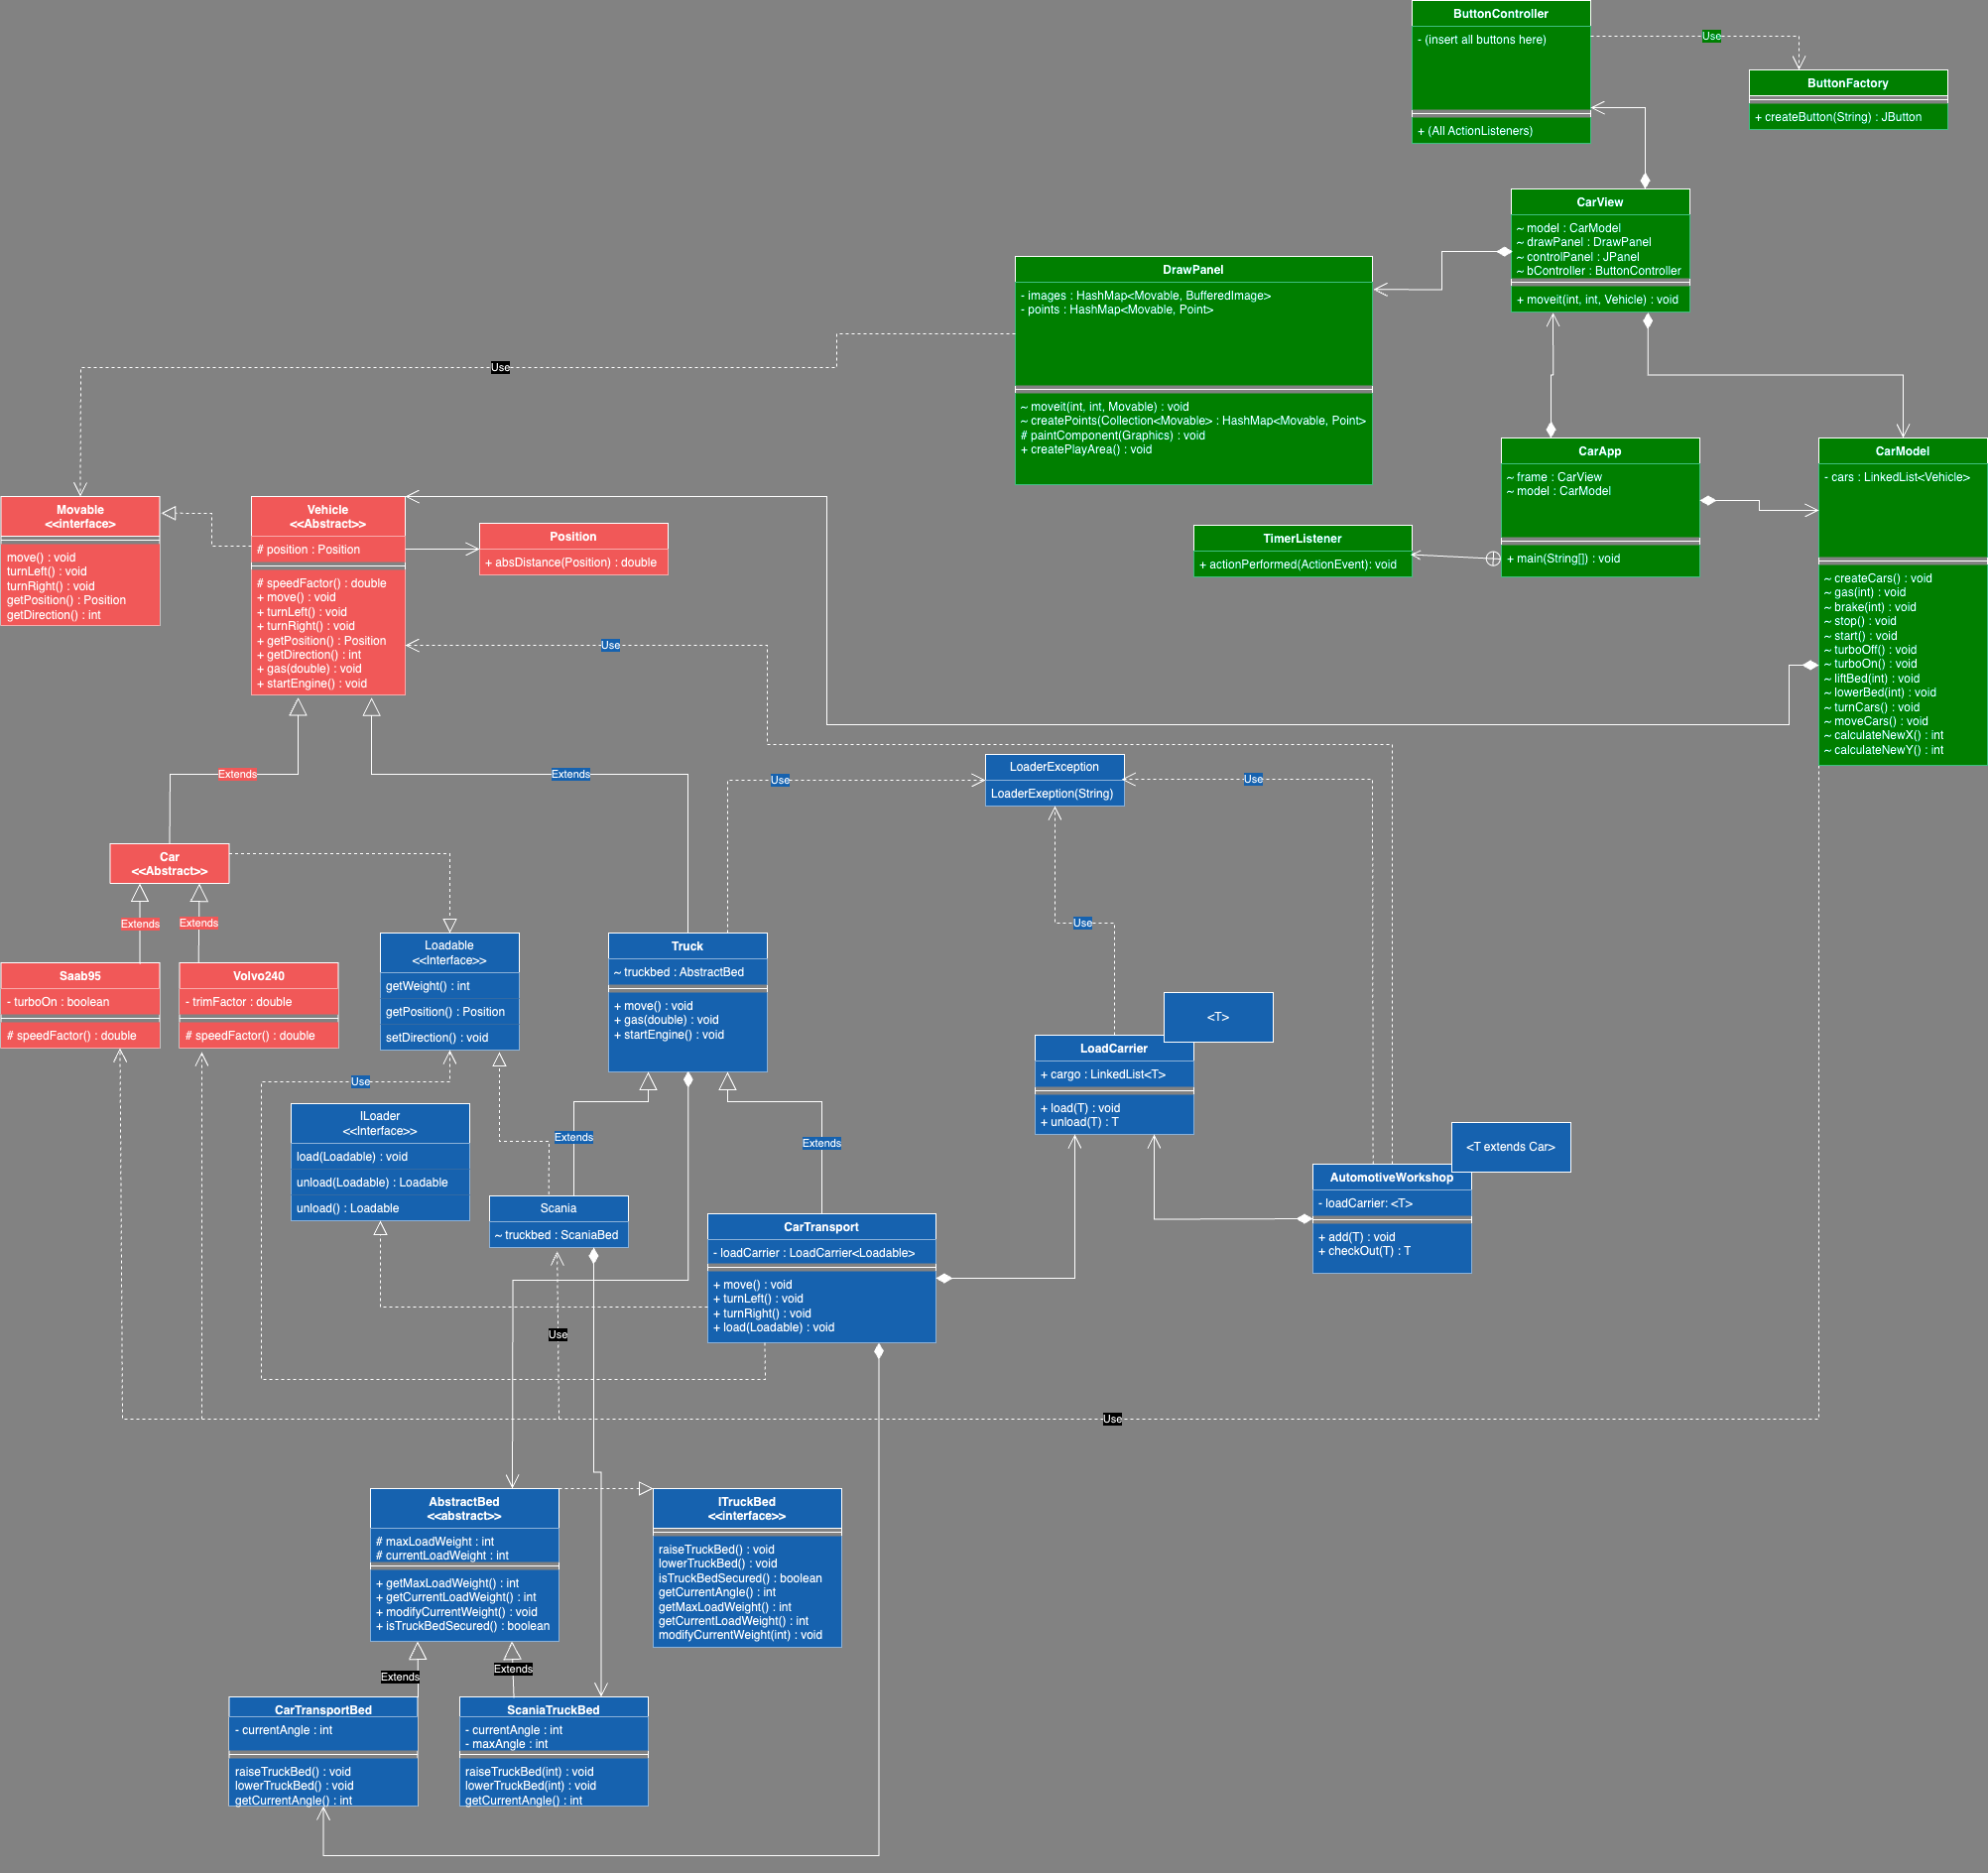 ButtonController
- (insert all buttons here)
+ (All ActionListeners)
Use
ButtonFactory
+ createButton(String) : JButton
CarView
~ model : CarModel
~ drawPanel : DrawPanel
~ controlPanel : JPanel
~ bController : ButtonController
+ moveit(int, int, Vehicle) : void
DrawPanel
- images : HashMap<Movable, BufferedImage>
- points : HashMap<Movable, Point>
~ moveit(int, int, Movable) : void
~ createPoints(Collection<Movable> : HashMap<Movable, Point>
# paintComponent(Graphics) : void
+ createPlayArea() : void
Use
CarApp
~ frame : CarView
~ model : CarModel
+ main(String[]) : void
CarModel
- cars : LinkedList<Vehicle>
~ createCars() : void
~ gas(int) : void
~ brake(int) : void
~ stop() : void
~ start() : void
~ turboOff() : void
~ turboOn() : void
~ liftBed(int) : void
~ lowerBed(int) : void
~ turnCars() : void
~ moveCars() : void
~ calculateNewX() : int
~ calculateNewY() : int
TimerListener
+ actionPerformed(ActionEvent): void
Movable
<<interface>
move() : void
turnLeft() : void
turnRight() : void
getPosition() : Position
getDirection() : int
Vehicle
<<Abstract>>
# position : Position
# speedFactor() : double
+ move() : void
+ turnLeft() : void
+ turnRight() : void
+ getPosition() : Position
+ getDirection() : int
+ gas(double) : void
+ startEngine() : void
Position
+ absDistance(Position) : double
Use
Extends
Extends
Use
LoaderException
LoaderExeption(String)
Use
Car
<<Abstract>>
Extends
Extends
Use
Saab95
- turboOn : boolean
# speedFactor() : double
Volvo240
- trimFactor : double
# speedFactor() : double
Loadable
<<Interface>>
getWeight() : int
getPosition() : Position
setDirection() : void
Truck
~ truckbed : AbstractBed
+ move() : void
+ gas(double) : void
+ startEngine() : void
<T>
LoadCarrier
+ cargo : LinkedList<T>
+ load(T) : void
+ unload(T) : T
Use
ILoader
<<Interface>>
load(Loadable) : void
unload(Loadable) : Loadable
unload() : Loadable
Extends
Extends
<T extends Car>
AutomotiveWorkshop
- loadCarrier: <T>
+ add(T) : void
+ checkOut(T) : T
Scania
~ truckbed : ScaniaBed
CarTransport
- loadCarrier : LoadCarrier<Loadable>
+ move() : void
+ turnLeft() : void
+ turnRight() : void
+ load(Loadable) : void
Use
Use
AbstractBed
<<abstract>>
# maxLoadWeight : int
# currentLoadWeight : int
+ getMaxLoadWeight() : int
+ getCurrentLoadWeight() : int
+ modifyCurrentWeight() : void
+ isTruckBedSecured() : boolean
ITruckBed
<<interface>>
raiseTruckBed() : void
lowerTruckBed() : void
isTruckBedSecured() : boolean
getCurrentAngle() : int
getMaxLoadWeight() : int
getCurrentLoadWeight() : int
modifyCurrentWeight(int) : void
Extends
Extends
CarTransportBed
- currentAngle : int
raiseTruckBed() : void
lowerTruckBed() : void
getCurrentAngle() : int
ScaniaTruckBed
- currentAngle : int
- maxAngle : int
raiseTruckBed(int) : void
lowerTruckBed(int) : void
getCurrentAngle() : int